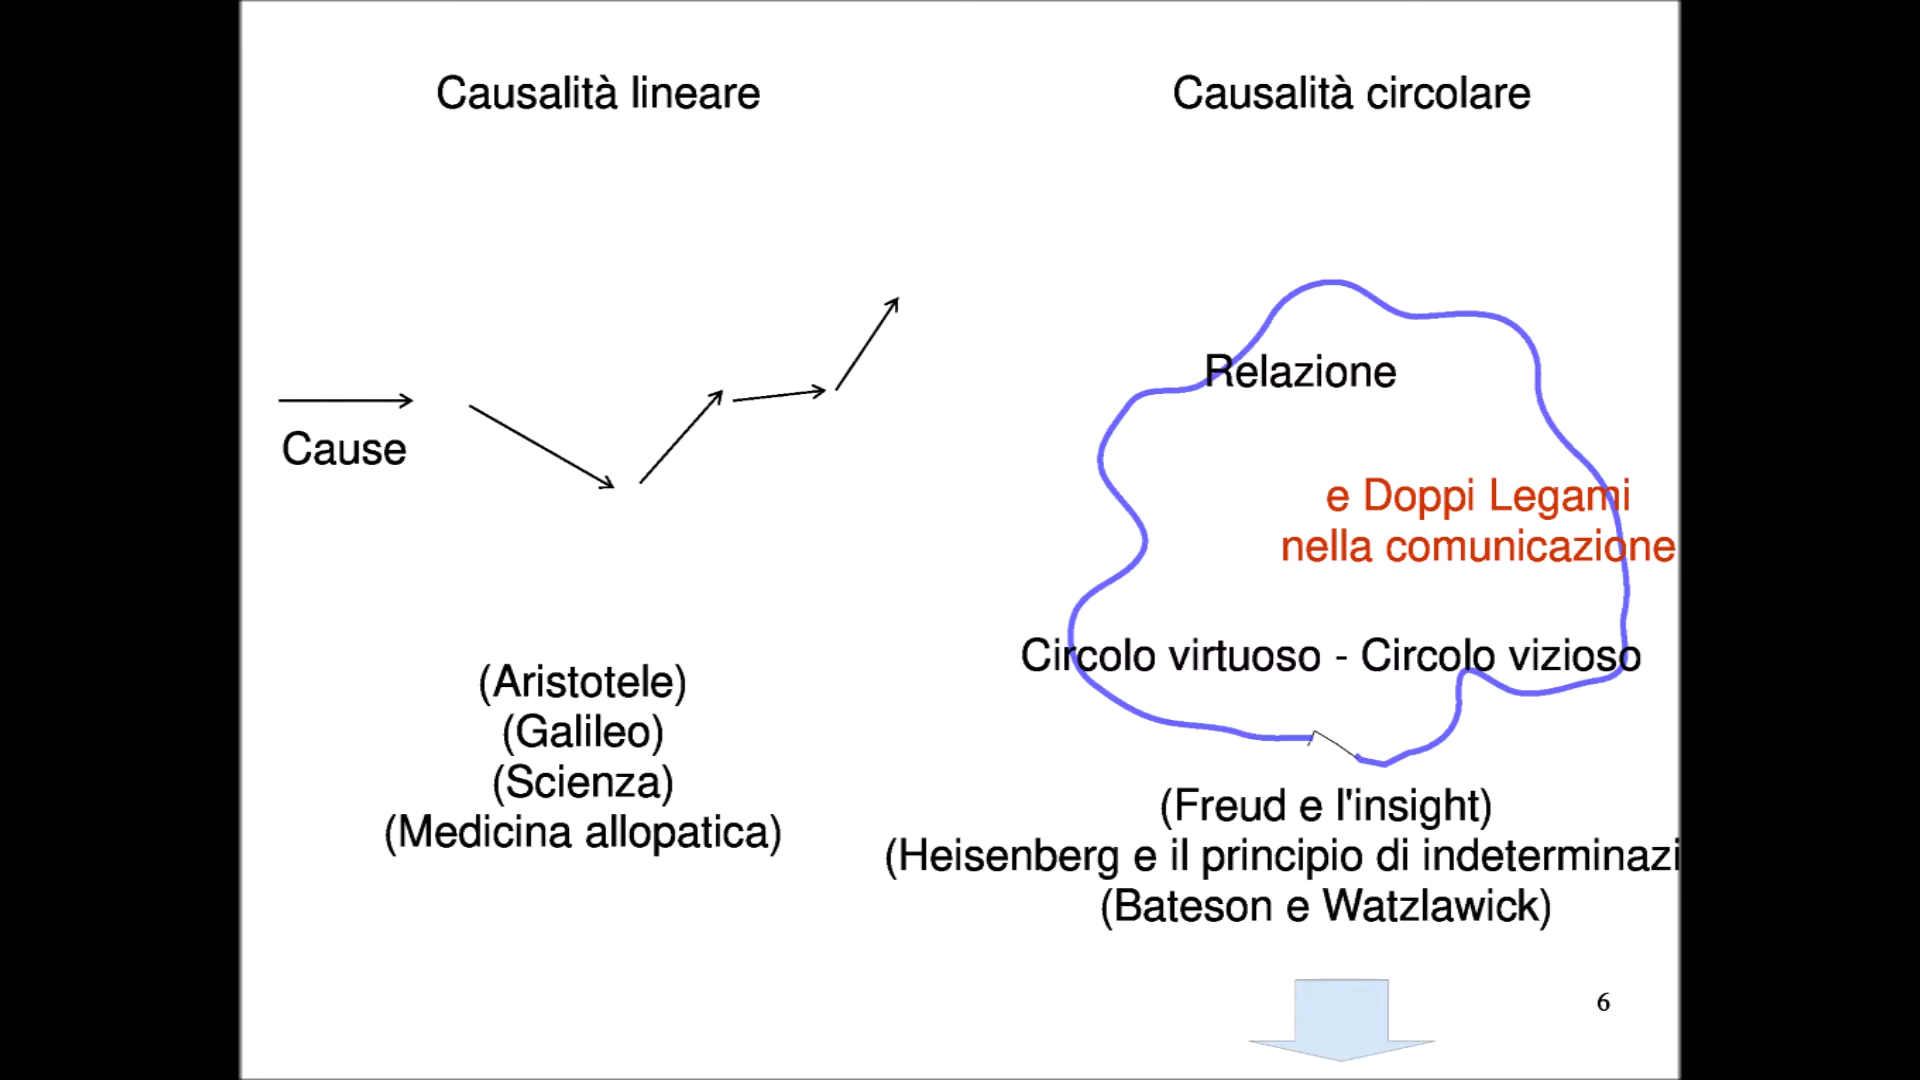 Causalità lineare
Causalità circolare
Cause
(Aristotele)
(Galileo)
(Scienza)
(Medicina allopatica)
Relazione
e Doppi Legami
nella comunicazione
Circolo virtuoso - Circolo vizioso
(Freud e l'insight)
(Heisenberg e il principio di indeterminazi
(Bateson e Watzlawick)
6